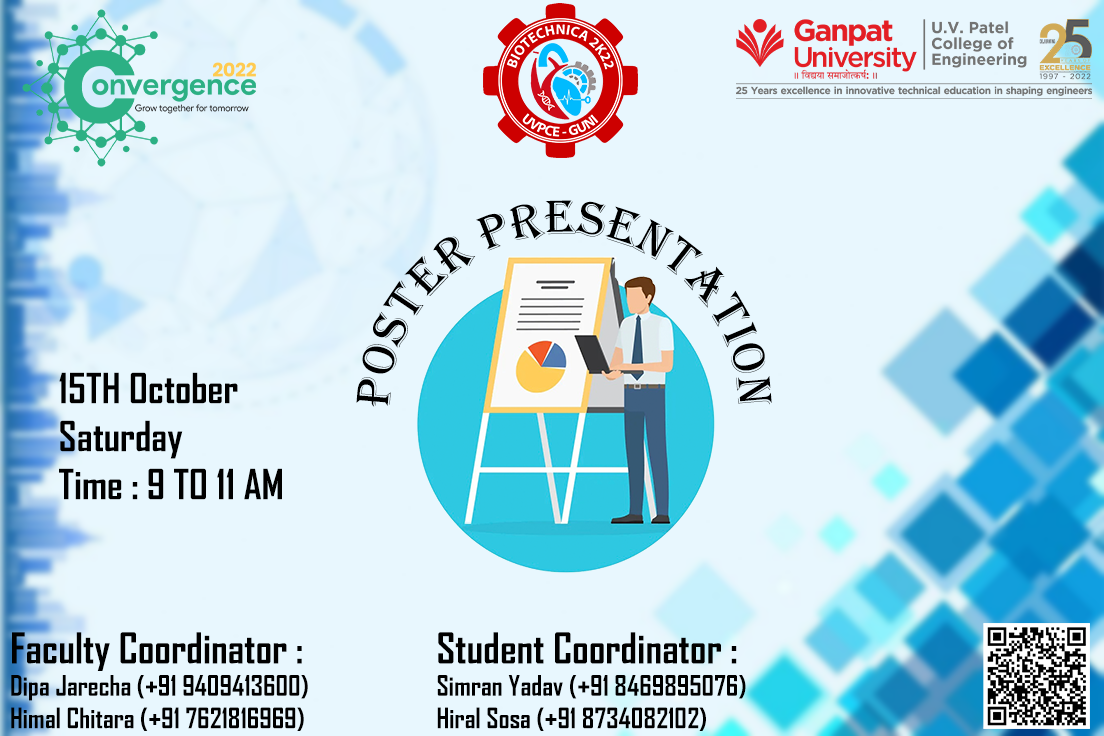 Convergence
2022
Grow together for tomorrow
BIOTECHNICA 2K22
UVPCE - GUNI
Ganpat
University
॥ विद्यया समाजोत्कर्षः ॥
U.V. Patel
College of
Engineering
25
EXCELLENCE
1997 - 2022
25 Years excellence in innovative technical education in shaping engineers
POSTER PRESENTATION
15TH October
Saturday
Time : 9 TO 11 AM
Faculty Coordinator :
Dipa Jarecha (+91 9409413600)
Himal Chitara (+91 7621816969)
Student Coordinator :
Simran Yadav (+91 8469895076)
Hiral Sosa (+91 8734082102)